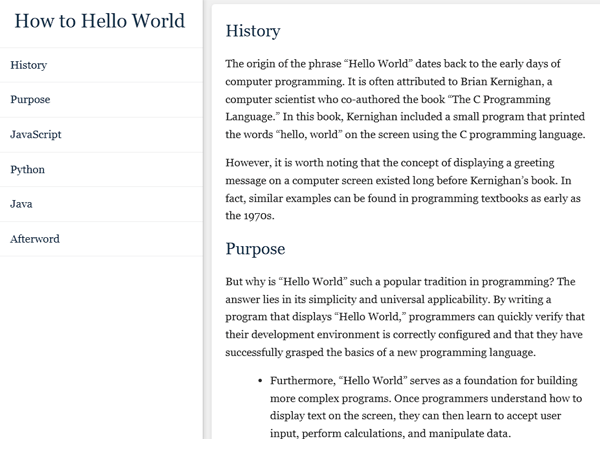 How to Hello World
History
Purpose
JavaScript
Python
Java
Afterword
History
The origin of the phrase “Hello World” dates back to the early days of
computer programming. It is often attributed to Brian Kernighan, a
computer scientist who co-authored the book “The C Programming
Language.” In this book, Kernighan included a small program that printed
the words “hello, world” on the screen using the C programming language.
However, it is worth noting that the concept of displaying a greeting
message on a computer screen existed long before Kernighan’s book. In
fact, similar examples can be found in programming textbooks as early as
the 1970s.
Purpose
But why is “Hello World” such a popular tradition in programming? The
answer lies in its simplicity and universal applicability. By writing a
program that displays “Hello World,” programmers can quickly verify that
their development environment is correctly configured and that they have
successfully grasped the basics of a new programming language.
• Furthermore, “Hello World” serves as a foundation for building
more complex programs. Once programmers understand how to
display text on the screen, they can then learn to accept user
input, perform calculations, and manipulate data.